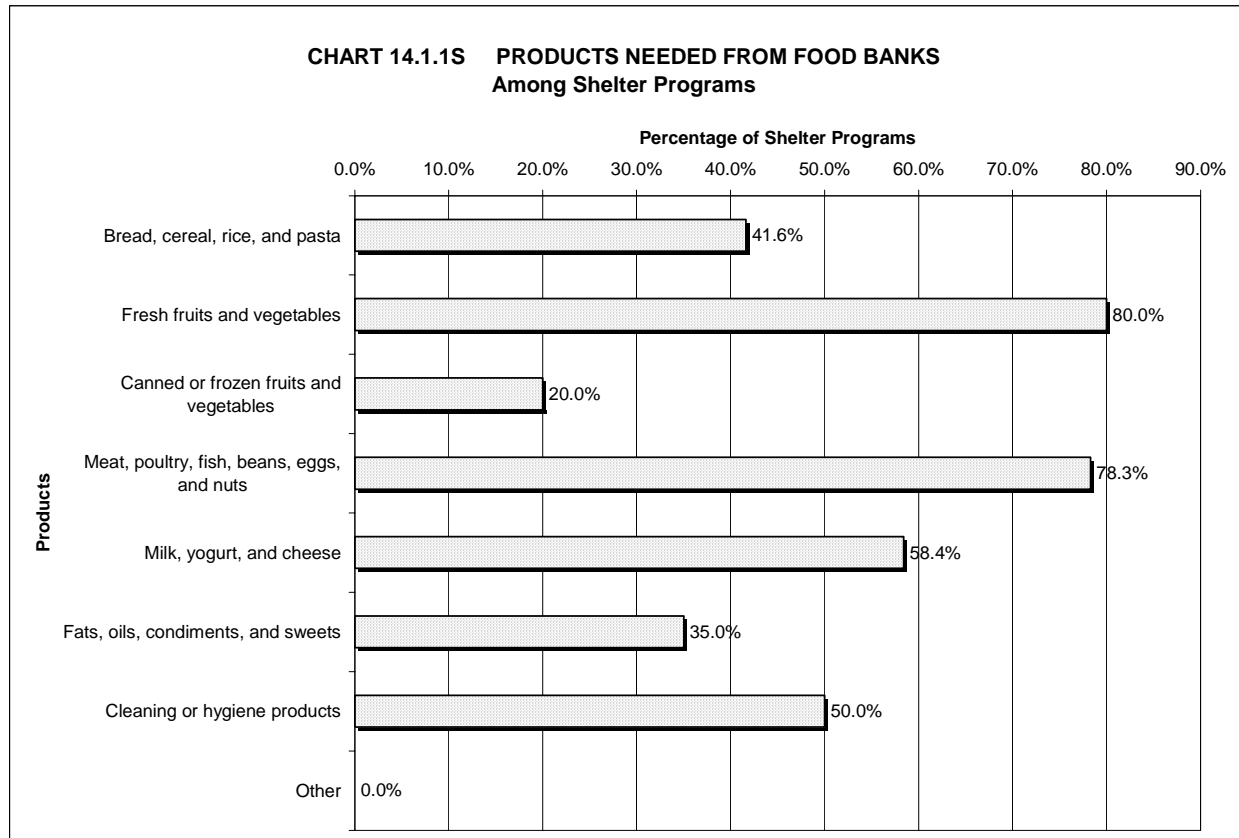 CHART 14.1.1S PRODUCTS NEEDED FROM FOOD BANKS
Among Shelter Programs
Percentage of Shelter Programs
0.0% 10.0% 20.0% 30.0% 40.0% 50.0% 60.0% 70.0% 80.0% 90.0%
Products
Bread, cereal, rice, and pasta
41.6%
Fresh fruits and vegetables
80.0%
Canned or frozen fruits and
vegetables
20.0%
Meat, poultry, fish, beans, eggs,
and nuts
78.3%
Milk, yogurt, and cheese
58.4%
Fats, oils, condiments, and sweets
35.0%
Cleaning or hygiene products
50.0%
Other
0.0%